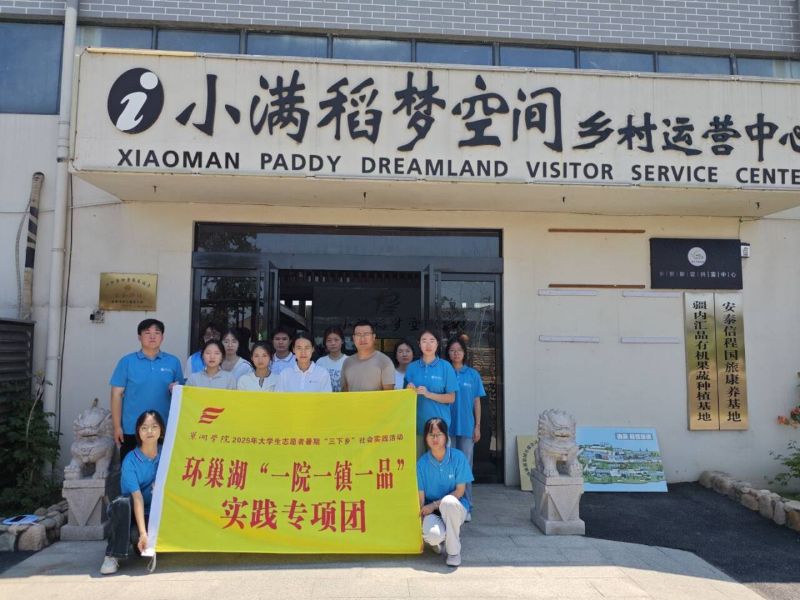 i 小满稻梦空间 乡村运营中心
XIAOMAN PADDY DREAMLAND VISITOR SERVICE CENTE
安泰信程国旅康养基地
疆内汇品有机果蔬种植基地
巢湖学院 2025年大学生志愿者暑期“三下乡”社会实践活动
环巢湖“一院一镇一品”
实践专项团